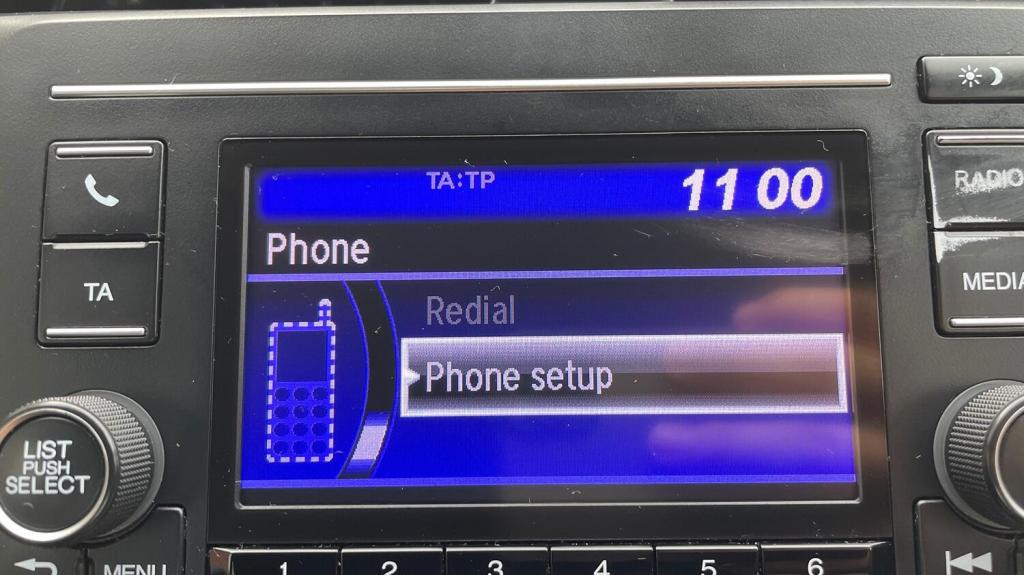 TA:TP
11 00
Phone
Redial
Phone setup
TA
RADIO
MEDIA
LIST
PUSH
SELECT
MENU
1 2 3 4 5 6